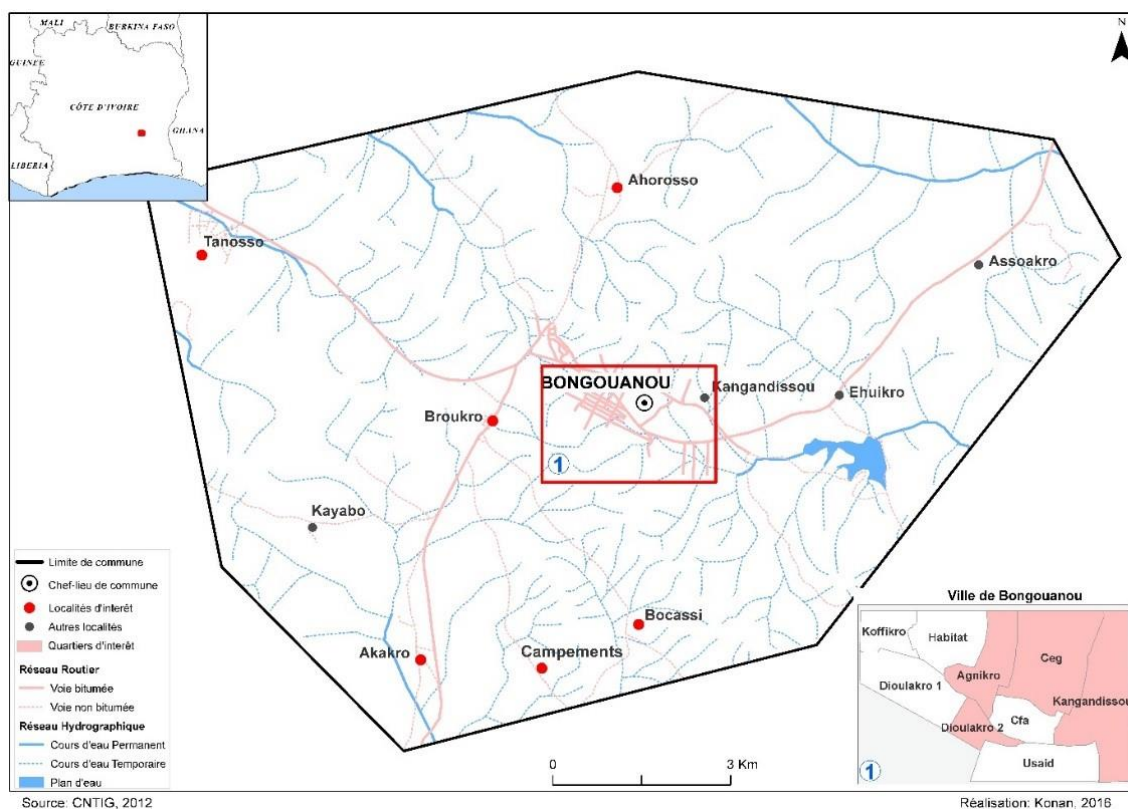 MALI
BURKINA FASO
GUINEE
CÔTE D'IVOIRE
GHANA
LIBERIA
N
Ahorosso
Tanosso
Assoakro
BONGOUANOU
Kangandissou
Ehuikro
Broukro
1
Kayabo
Bocassi
Akakro
Campements
Limite de commune
Chef-lieu de commune
Localités d'intérêt
Autres localités
Quartiers d'intérêt
Réseau Routier
Voie bitumée
Voie non bitumée
Réseau Hydrographique
Cours d'eau Permanent
Cours d'eau Temporaire
Plan d'eau
0 3 Km
Ville de Bongouanou
Koffikro
Habitat
Ceg
Agnikro
Dioulakro 1
Kangandissou
Dioulakro 2
Cfa
Usaid
1
Source: CNTIG, 2012
Réalisation: Konan, 2016